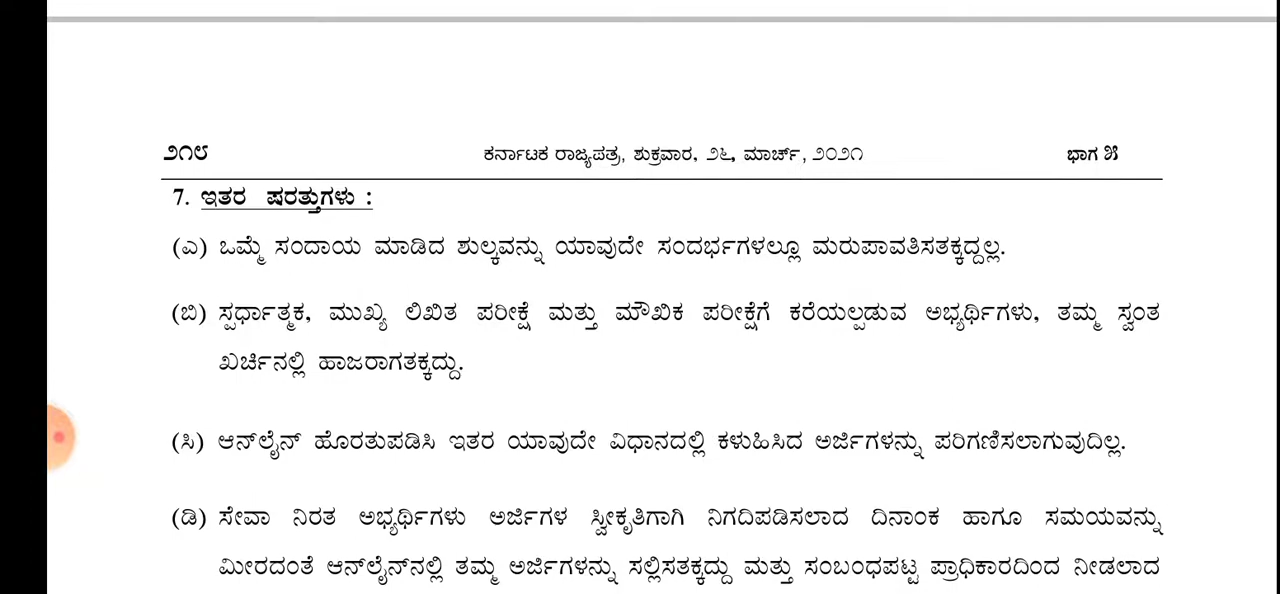 ೨೧೮ ಕರ್ನಾಟಕ ರಾಜ್ಯಪತ್ರ, ಶುಕ್ರವಾರ, ೨೬, ಮಾರ್ಚ್, ೨೦೨೧ ಭಾಗ ೫
7. ಇತರ ಷರತ್ತುಗಳು :
(ಎ) ಒಮ್ಮೆ ಸಂದಾಯ ಮಾಡಿದ ಶುಲ್ಕವನ್ನು ಯಾವುದೇ ಸಂದರ್ಭಗಳಲ್ಲೂ ಮರುಪಾವತಿಸತಕ್ಕದ್ದಲ್ಲ.
(ಬಿ) ಸ್ಪರ್ಧಾತ್ಮಕ, ಮುಖ್ಯ ಲಿಖಿತ ಪರೀಕ್ಷೆ ಮತ್ತು ಮೌಖಿಕ ಪರೀಕ್ಷೆಗೆ ಕರೆಯಲ್ಪಡುವ ಅಭ್ಯರ್ಥಿಗಳು, ತಮ್ಮ ಸ್ವಂತ
ಖರ್ಚಿನಲ್ಲಿ ಹಾಜರಾಗತಕ್ಕದ್ದು.
(ಸಿ) ಆನ್‌ಲೈನ್ ಹೊರತುಪಡಿಸಿ ಇತರ ಯಾವುದೇ ವಿಧಾನದಲ್ಲಿ ಕಳುಹಿಸಿದ ಅರ್ಜಿಗಳನ್ನು ಪರಿಗಣಿಸಲಾಗುವುದಿಲ್ಲ.
(ಡಿ) ಸೇವಾ ನಿರತ ಅಭ್ಯರ್ಥಿಗಳು ಅರ್ಜಿಗಳ ಸ್ವೀಕೃತಿಗಾಗಿ ನಿಗದಿಪಡಿಸಲಾದ ದಿನಾಂಕ ಹಾಗೂ ಸಮಯವನ್ನು
ಮೀರದಂತೆ ಆನ್‌ಲೈನ್‌ನಲ್ಲಿ ತಮ್ಮ ಅರ್ಜಿಗಳನ್ನು ಸಲ್ಲಿಸತಕ್ಕದ್ದು ಮತ್ತು ಸಂಬಂಧಪಟ್ಟ ಪ್ರಾಧಿಕಾರದಿಂದ ನೀಡಲಾದ